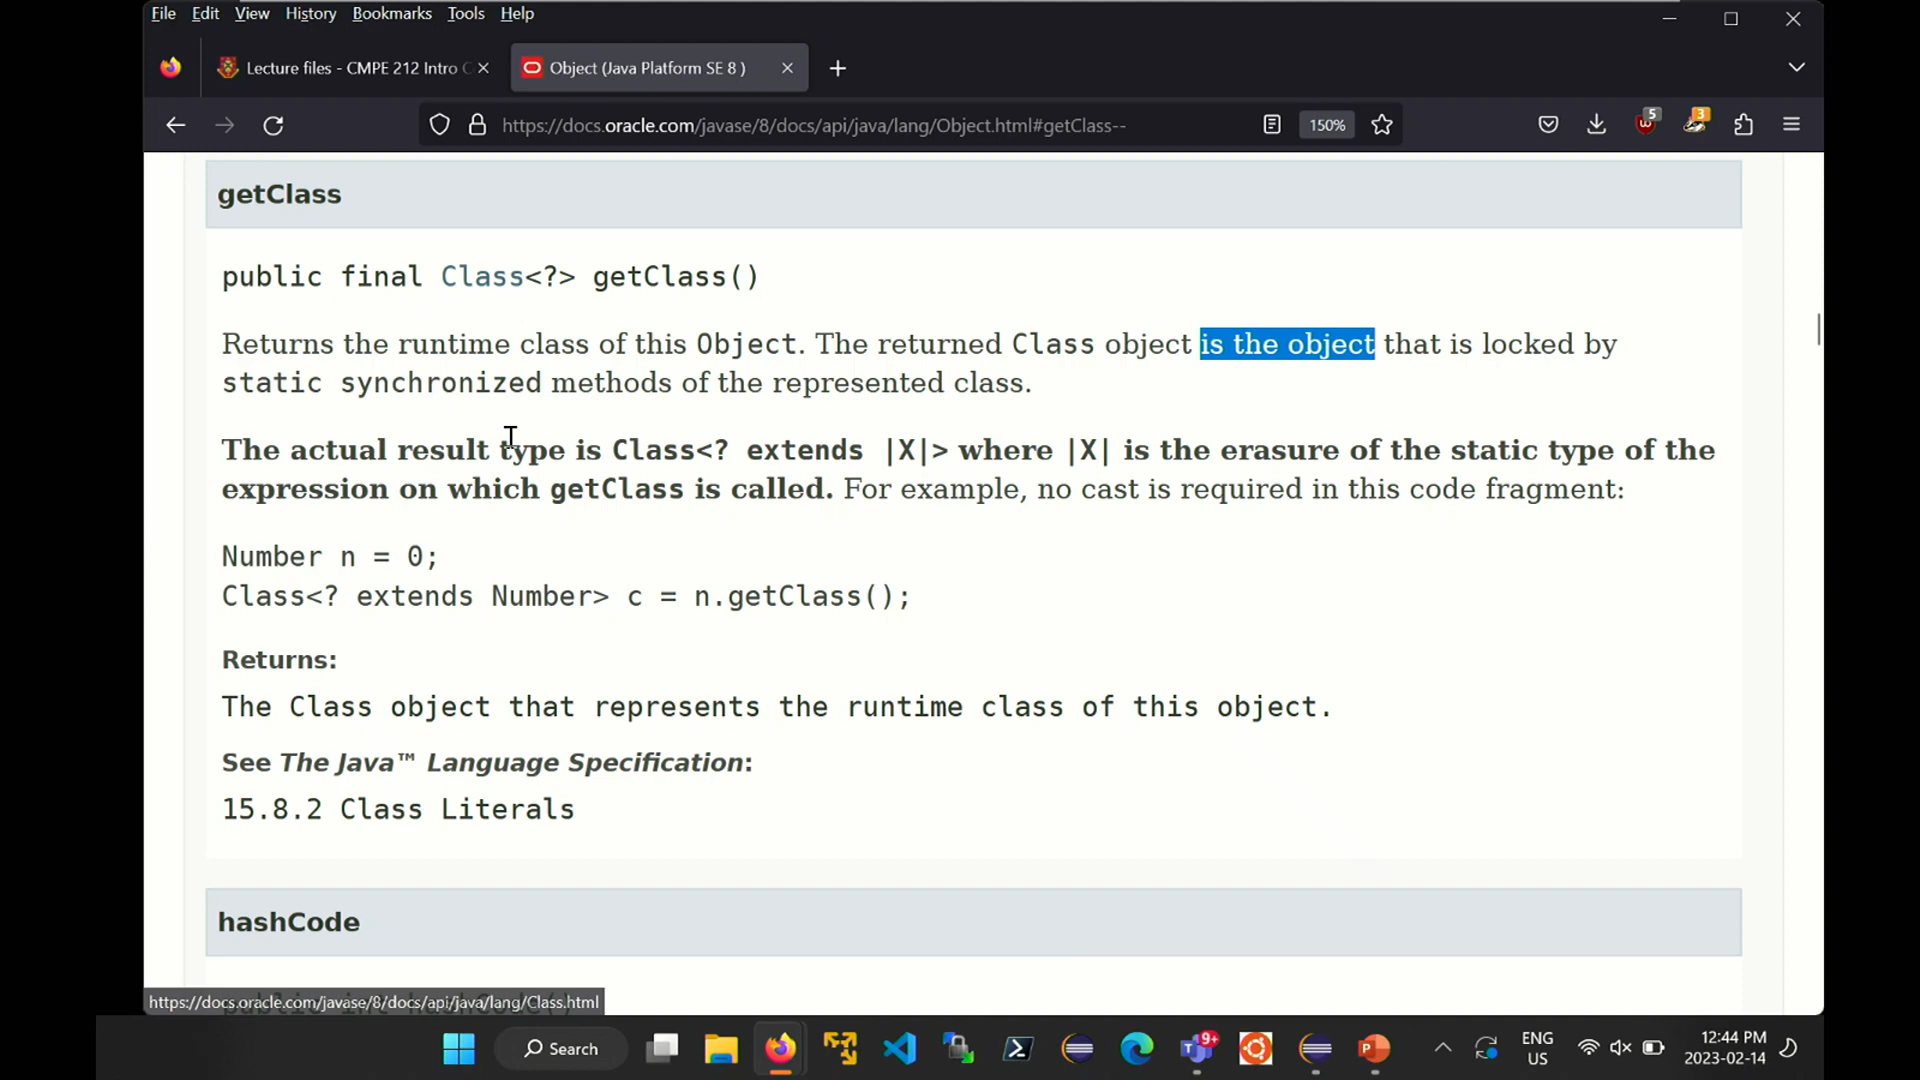 File Edit View History Bookmarks Tools Help
Lecture files - CMPE 212 Intro C
Object (Java Platform SE 8 )
https://docs.oracle.com/javase/8/docs/api/java/lang/Object.html#getClass--
150%
5
3
getClass
public final Class<?> getClass()
Returns the runtime class of this Object. The returned Class object is the object that is locked by
static synchronized methods of the represented class.
The actual result type is Class<? extends |X|> where |X| is the erasure of the static type of the
expression on which getClass is called. For example, no cast is required in this code fragment:
Number n = 0;
Class<? extends Number> c = n.getClass();
Returns:
The Class object that represents the runtime class of this object.
See The Java™ Language Specification:
15.8.2 Class Literals
hashCode
public int hashCode()
https://docs.oracle.com/javase/8/docs/api/java/lang/Class.html
Search
9+
ENG
US
12:44 PM
2023-02-14